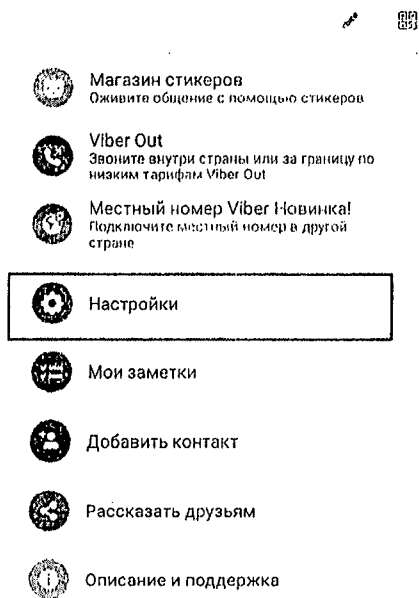 Магазин стикеров
Оживите общение с помощью стикеров
Viber Out
Звоните внутри страны или за границу по
низким тарифам Viber Out
Местный номер Viber Новинка!
Подключите местный номер в другой
стране
Настройки
Мои заметки
Добавить контакт
Рассказать друзьям
Описание и поддержка